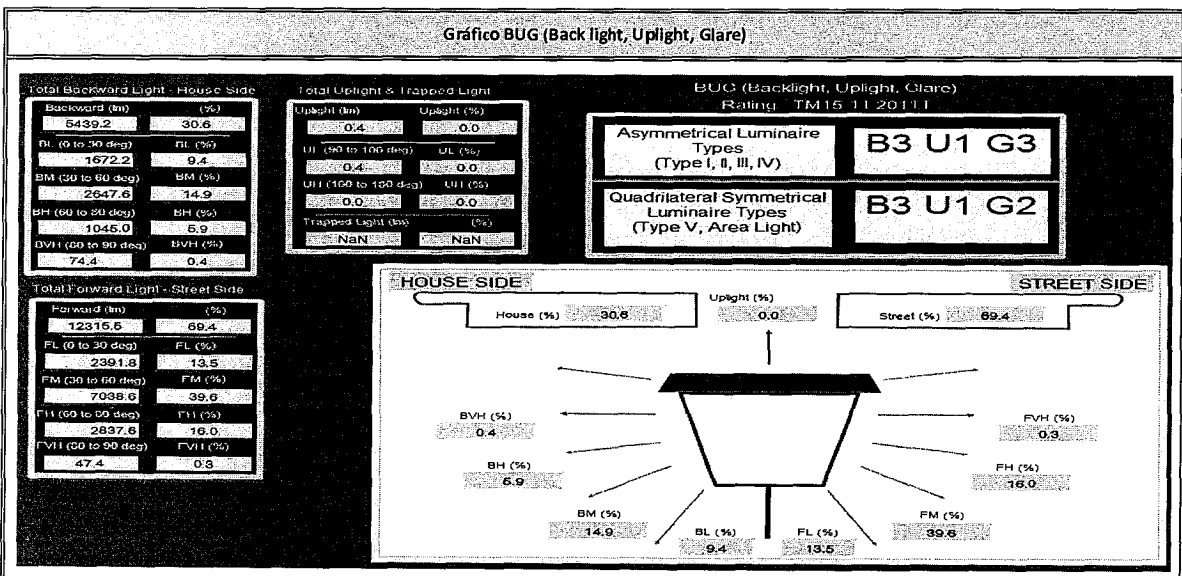 Gráfico BUG (Back light, Uplight, Glare)
Total Backward Light - House Side
Backward (lm) (%)
5439.2 30.6
BL (0 to 30 deg) BL (%)
1672.2 9.4
BM (30 to 60 deg) BM (%)
2647.6 14.9
BH (60 to 80 deg) BH (%)
1045.0 5.9
BVH (80 to 90 deg) BVH (%)
74.4 0.4
Total Forward Light - Street Side
Forward (lm) (%)
12315.5 69.4
FL (0 to 30 deg) FL (%)
2391.8 13.5
FM (30 to 60 deg) FM (%)
7038.6 39.6
FH (60 to 80 deg) FH (%)
2837.6 16.0
FVH (80 to 90 deg) FVH (%)
47.4 0.3
Total Uplight & Trapped Light
Uplight (lm) Uplight (%)
0.4 0.0
UL (90 to 100 deg) UL (%)
0.4 0.0
UH (100 to 180 deg) UH (%)
0.0 0.0
Trapped Light (lm) (%)
NaN NaN
BUG (Backlight, Uplight, Glare)
Rating TM15 11 2011
Asymmetrical Luminaire
Types
(Type I, II, III, IV)
B3 U1 G3
Quadrilateral Symmetrical
Luminaire Types
(Type V, Area Light)
B3 U1 G2
HOUSE SIDE STREET SIDE
House (%) 30.6
Uplight (%)
0.0
Street (%) 69.4
BVH (%)
0.4
FVH (%)
0.3
BH (%)
5.9
FH (%)
16.0
BM (%)
14.9
FM (%)
39.6
BL (%)
9.4
FL (%)
13.5